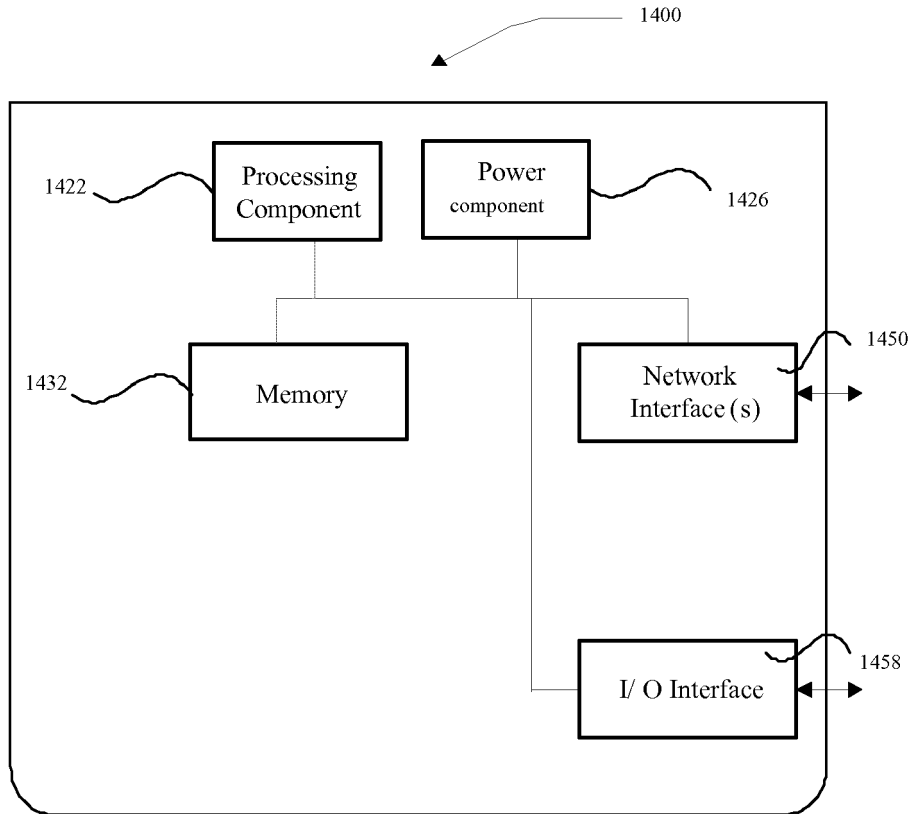 1400
Processing
Component
Power
component
1422
1426
1450
1432
Memory
Network
Interface(s)
1458
I/ O Interface